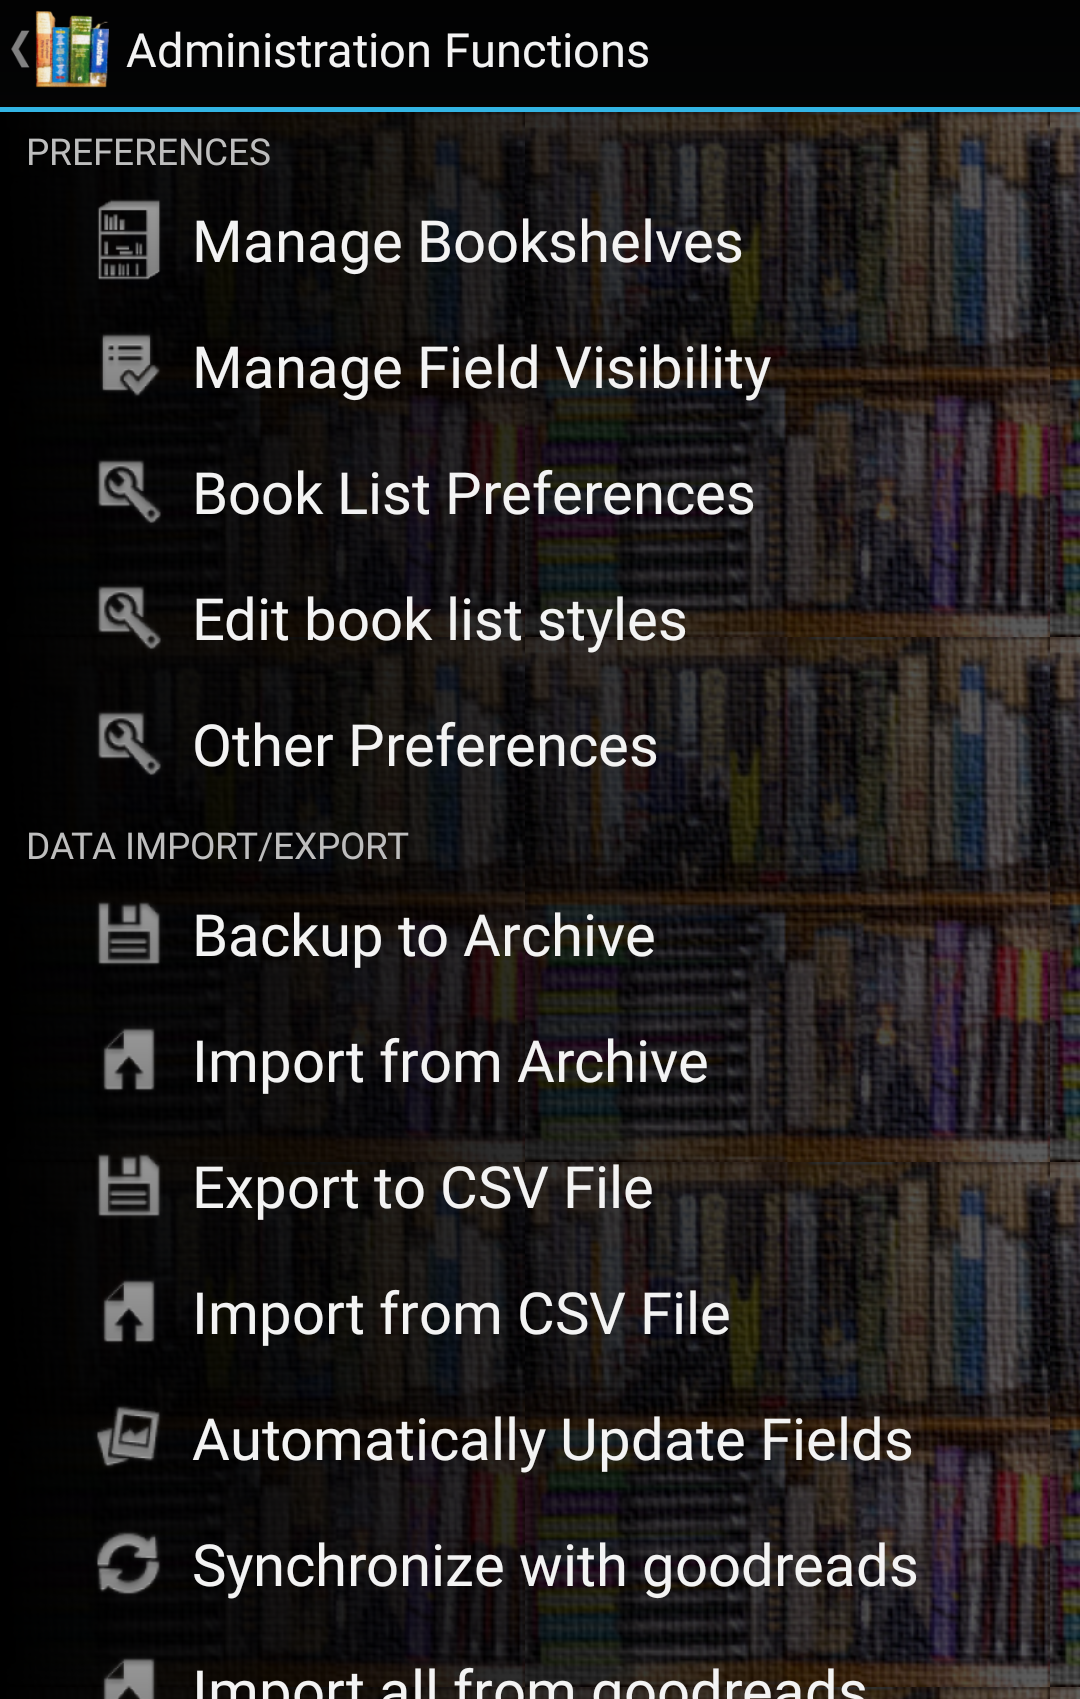 Administration Functions
PREFERENCES
Manage Bookshelves
Manage Field Visibility
Book List Preferences
Edit book list styles
Other Preferences
DATA IMPORT/EXPORT
Backup to Archive
Import from Archive
Export to CSV File
Import from CSV File
Automatically Update Fields
Synchronize with goodreads
Import all from goodreads